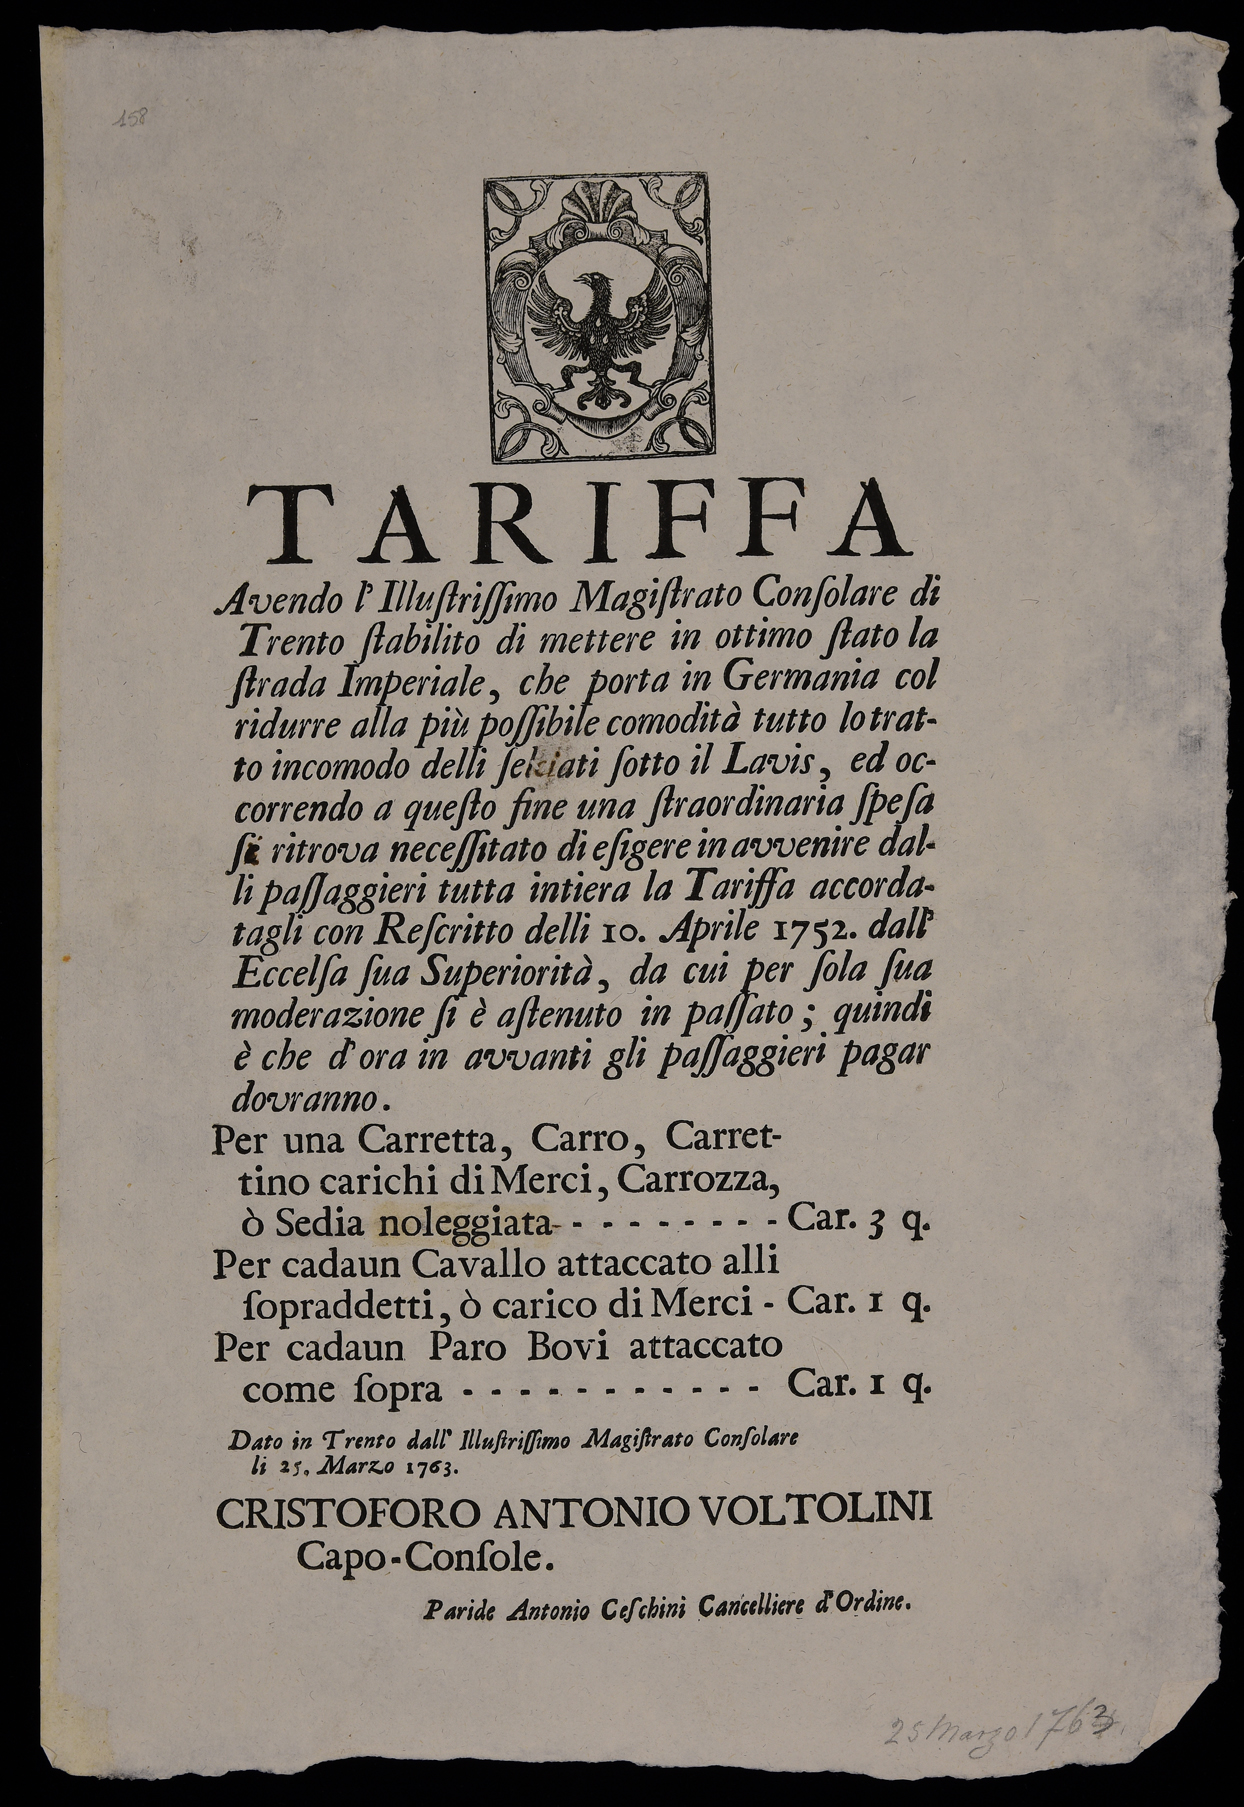 158
TARIFFA
Avendo l' Illuſtriſſimo Magiſtrato Conſolare di
Trento ſtabilito di mettere in ottimo ſtato la
ſtrada Imperiale, che porta in Germania col
ridurre alla più poſſibile comodità tutto lo trat-
to incomodo delli ſelciati ſotto il Lavis, ed oc-
correndo a queſto fine una ſtraordinaria ſpeſa
ſi ritrova neceſſitato di eſigere in avvenire dal-
li paſſaggieri tutta intiera la Tariffa accorda-
tagli con Reſcritto delli 10. Aprile 1752. dall'
Eccelſa ſua Superiorità, da cui per ſola ſua
moderazione ſi è aſtenuto in paſſato; quindi
è che d'ora in avvanti gli paſſaggieri pagar
dovranno.
Per una Carretta, Carro, Carret-
tino carichi di Merci, Carrozza,
ò Sedia noleggiata - - - - - - - - - Car. 3 q.
Per cadaun Cavallo attaccato alli
ſopraddetti, ò carico di Merci - Car. 1 q.
Per cadaun Paro Bovi attaccato
come ſopra - - - - - - - - - - - - Car. 1 q.
Dato in Trento dall' Illuſtriſſimo Magiſtrato Conſolare
li 25. Marzo 1763.
CRISTOFORO ANTONIO VOLTOLINI
Capo-Conſole.
Paride Antonio Ceſchini Cancelliere d'Ordine.
25 Marzo 1763.